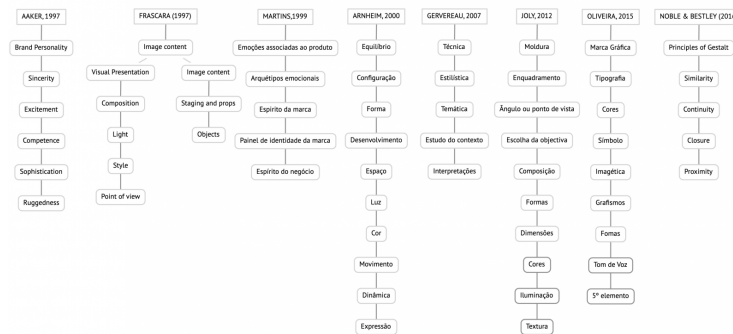 AAKER, 1997
Brand Personality
Sincerity
Excitement
Competence
Sophistication
Ruggedness
FRASCARA (1997)
Image content
Visual Presentation
Composition
Light
Style
Point of view
Image content
Staging and props
Objects
MARTINS,1999
Emoções associadas ao produto
Arquétipos emocionais
Espírito da marca
Painel de identidade da marca
Espírito do negócio
ARNHEIM, 2000
Equilíbrio
Configuração
Forma
Desenvolvimento
Espaço
Luz
Cor
Movimento
Dinâmica
Expressão
GERVEREAU, 2007
Técnica
Estilística
Temática
Estudo do contexto
Interpretações
JOLY, 2012
Moldura
Enquadramento
Ângulo ou ponto de vista
Escolha da objectiva
Composição
Formas
Dimensões
Cores
Iluminação
Textura
OLIVEIRA, 2015
Marca Gráfica
Tipografia
Cores
Símbolo
Imagética
Grafismos
Fomas
Tom de Voz
5º elemento
NOBLE & BESTLEY (2016
Principles of Gestalt
Similarity
Continuity
Closure
Proximity